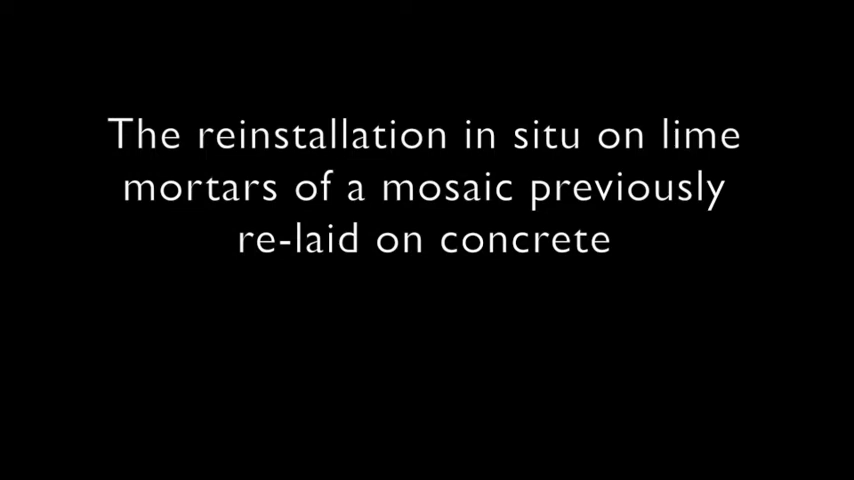 The reinstallation in situ on lime
mortars of a mosaic previously
re-laid on concrete